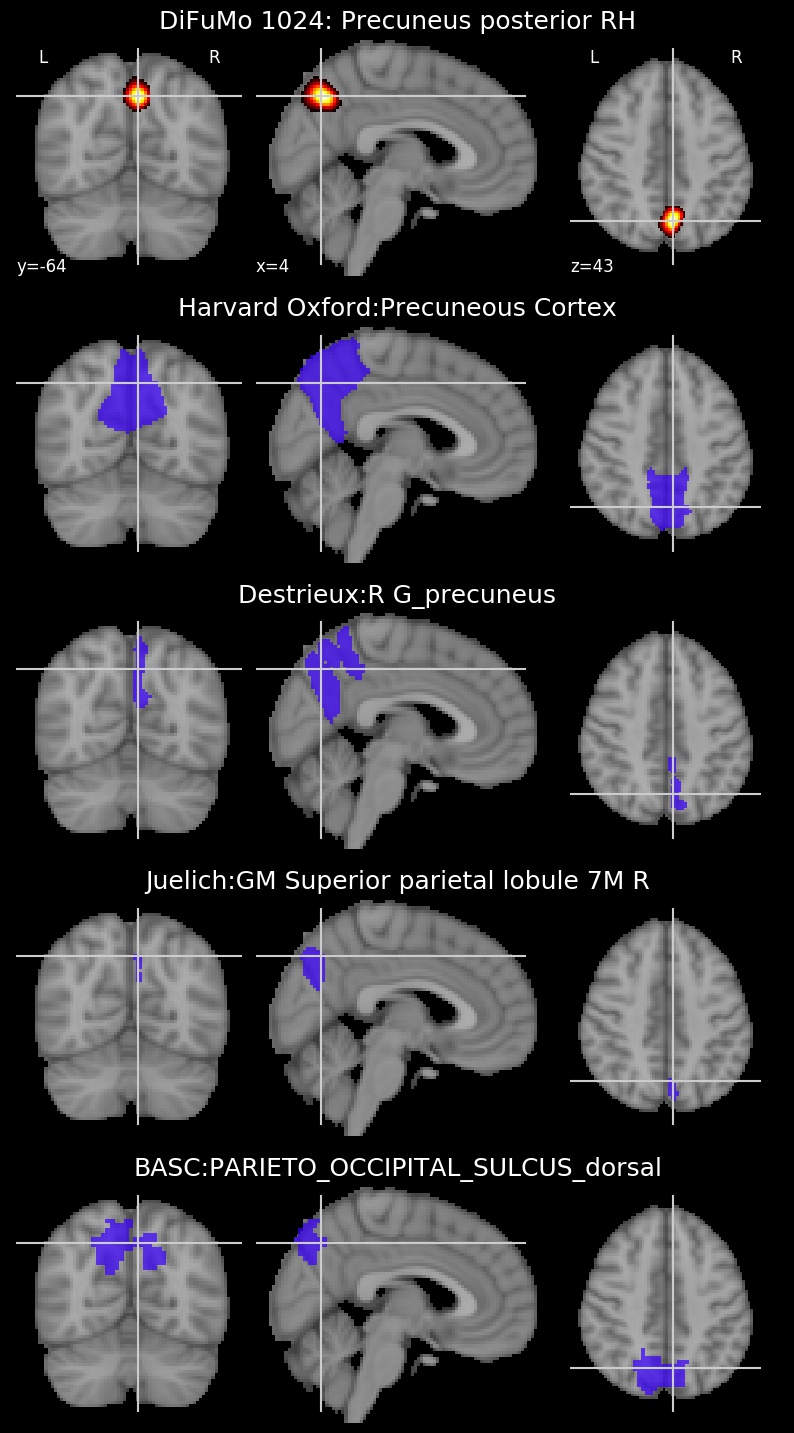 DiFuMo 1024: Precuneus posterior RH
L R L R
y=-64 x=4 z=43
Harvard Oxford:Precuneous Cortex
Destrieux:R G_precuneus
Juelich:GM Superior parietal lobule 7M R
BASC:PARIETO_OCCIPITAL_SULCUS_dorsal